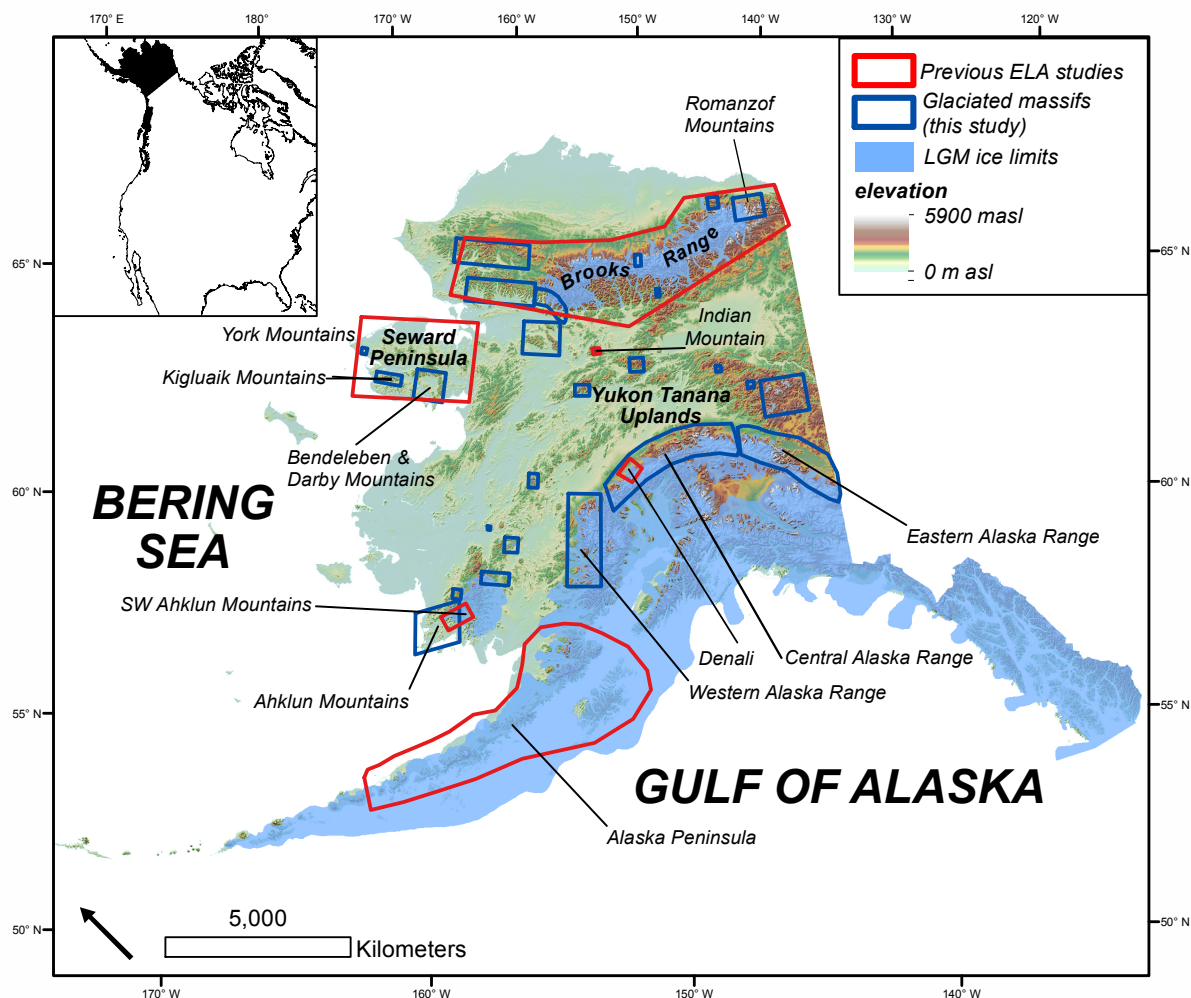 170° E
180°
170° W
160° W
150° W
140° W
130° W
120° W
Previous ELA studies
Glaciated massifs
(this study)
LGM ice limits
elevation
5900 masl
0 m asl
Romanzof
Mountains
65° N
65° N
Brooks
Range
Indian
Mountain
York Mountains
Seward
Peninsula
Kigluaik Mountains
Yukon Tanana
Uplands
Bendeleben &
Darby Mountains
60° N
60° N
BERING
SEA
Eastern Alaska Range
SW Ahklun Mountains
Denali
Central Alaska Range
Western Alaska Range
Ahklun Mountains
55° N
55° N
GULF OF ALASKA
Alaska Peninsula
5,000
Kilometers
50° N
50° N
170° W
160° W
150° W
140° W